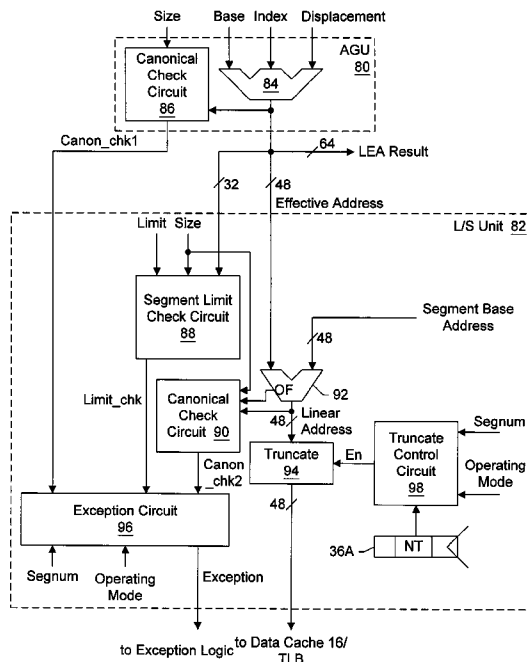 Size
Base
Index
Displacement
AGU
80
Canonical
Check
Circuit
86
84
Canon_chk1
64
LEA Result
32
48
Effective Address
L/S Unit 82
Limit
Size
Segment Limit
Check Circuit
88
Segment Base
Address
48
OF
92
Limit_chk
Canonical
Check
Circuit 90
48
Linear
Address
Canon
_chk2
Truncate
94
En
Truncate
Control
Circuit
98
Segnum
Operating
Mode
48
Exception Circuit
96
36A
NT
Segnum
Operating
Mode
Exception
to Exception Logic
to Data Cache 16/
TLB